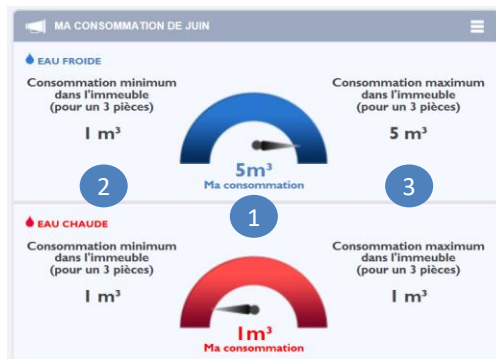 MA CONSOMMATION DE JUIN
EAU FROIDE
Consommation minimum
dans l'immeuble
(pour un 3 pièces)
1 m³
5m³
Ma consommation
Consommation maximum
dans l'immeuble
(pour un 3 pièces)
5 m³
2
1
3
EAU CHAUDE
Consommation minimum
dans l'immeuble
(pour un 3 pièces)
1 m³
1m³
Ma consommation
Consommation maximum
dans l'immeuble
(pour un 3 pièces)
1 m³